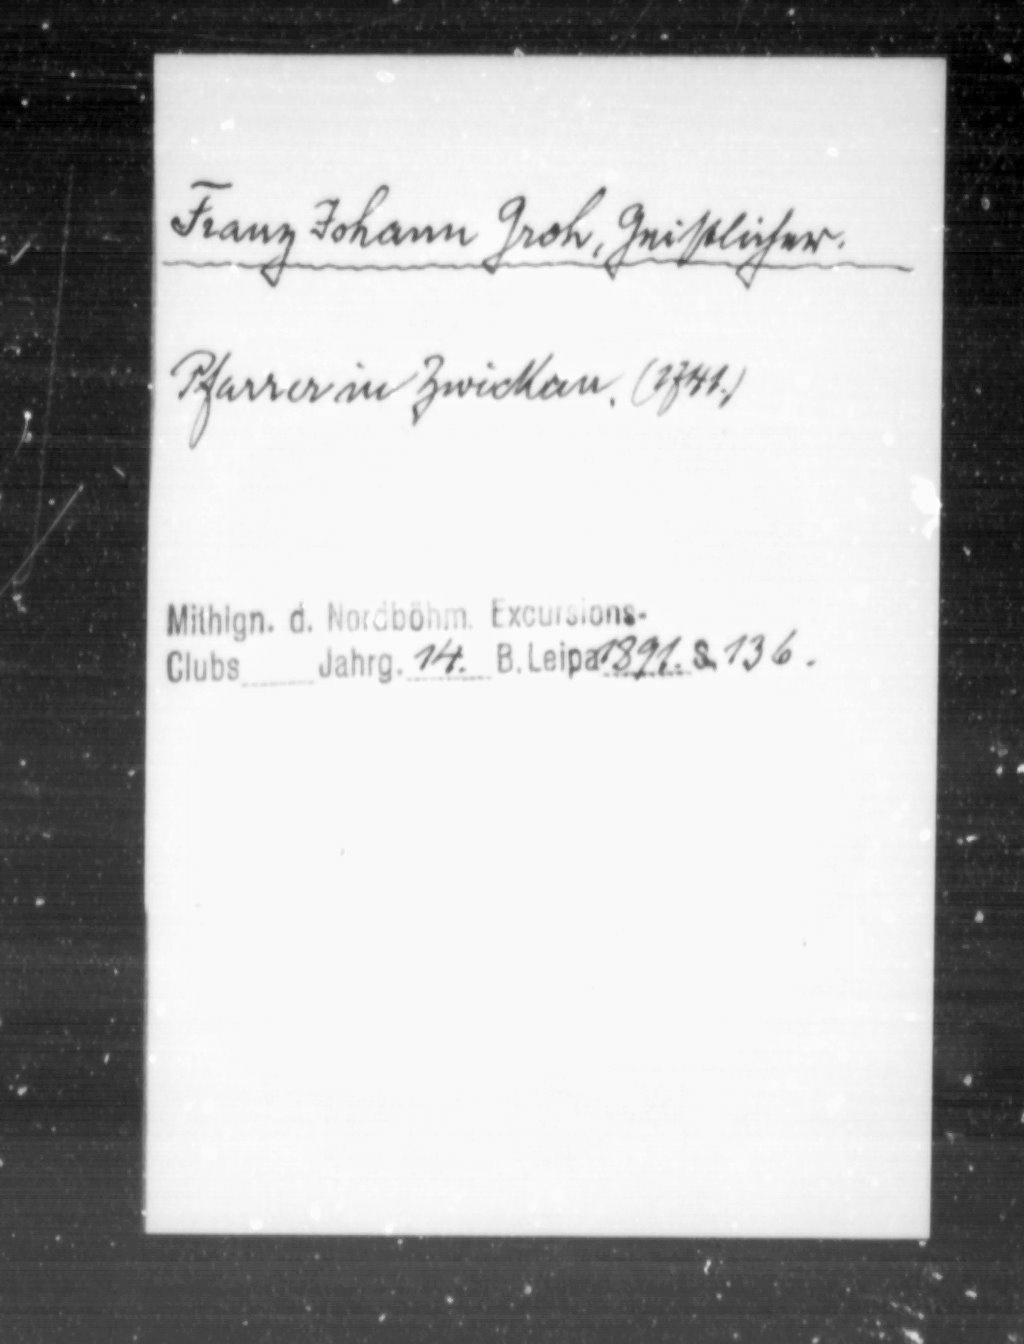 Franz Johann Groh, Geistlicher.
Pfarrer in Zwickau. (1741.)
Mithlgn. d. Nordböhm. Excursions-
Clubs Jahrg. 14. B. Leipa 1891. S. 136.